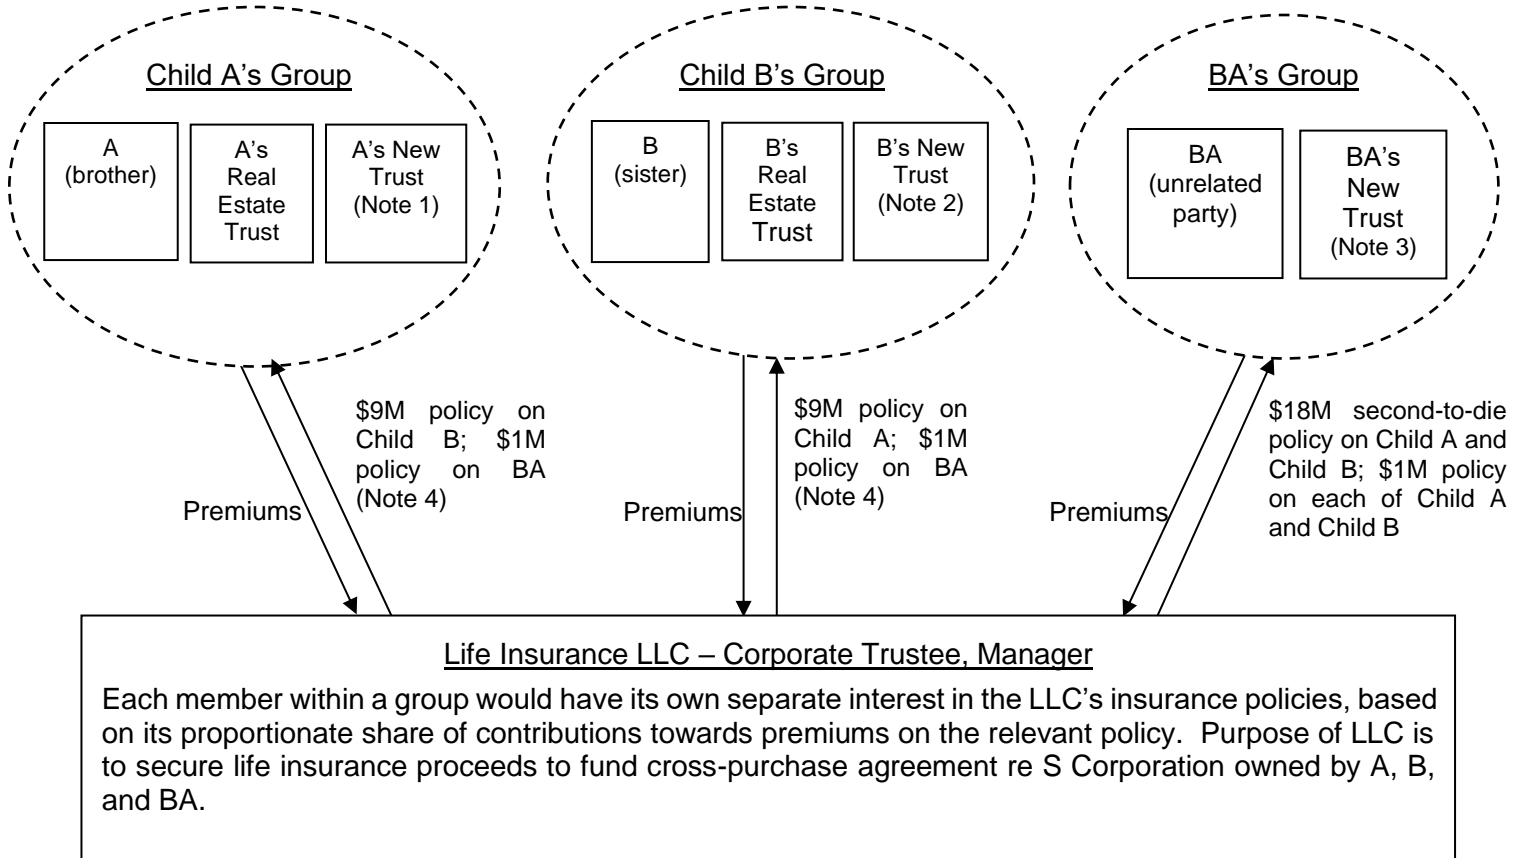 Child A’s Group
A
(brother)
A’s
Real
Estate
Trust
A’s New
Trust
(Note 1)
Child B’s Group
B
(sister)
B’s
Real
Estate
Trust
B’s New
Trust
(Note 2)
BA’s Group
BA
(unrelated
party)
BA’s
New
Trust
(Note 3)
Premiums
$9M policy on
Child B; $1M
policy on BA
(Note 4)
Premiums
$9M policy on
Child A; $1M
policy on BA
(Note 4)
Premiums
$18M second-to-die
policy on Child A and
Child B; $1M policy
on each of Child A
and Child B
Life Insurance LLC – Corporate Trustee, Manager
Each member within a group would have its own separate interest in the LLC’s insurance policies, based
on its proportionate share of contributions towards premiums on the relevant policy. Purpose of LLC is
to secure life insurance proceeds to fund cross-purchase agreement re S Corporation owned by A, B,
and BA.